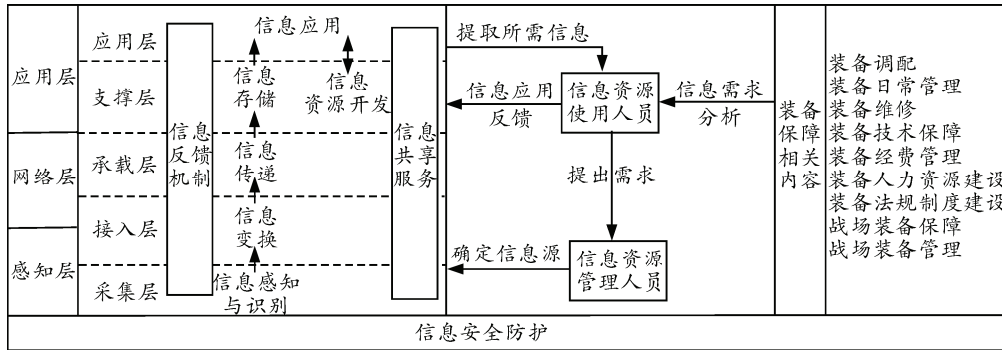 应用层
网络层
感知层
应用层
支撑层
承载层
接入层
采集层
信息
反馈
机制
信息应用
信息
存储
信息
资源开发
信息
传递
信息
变换
信息感知
与识别
信息
共享
服务
提取所需信息
信息应用
反馈
信息资源
使用人员
信息需求
分析
提出需求
确定信息源
信息资源
管理人员
装备
保障
相关
内容
装备调配
装备日常管理
装备维修
装备技术保障
装备经费管理
装备人力资源建设
装备法规制度建设
战场装备保障
战场装备管理
信息安全防护